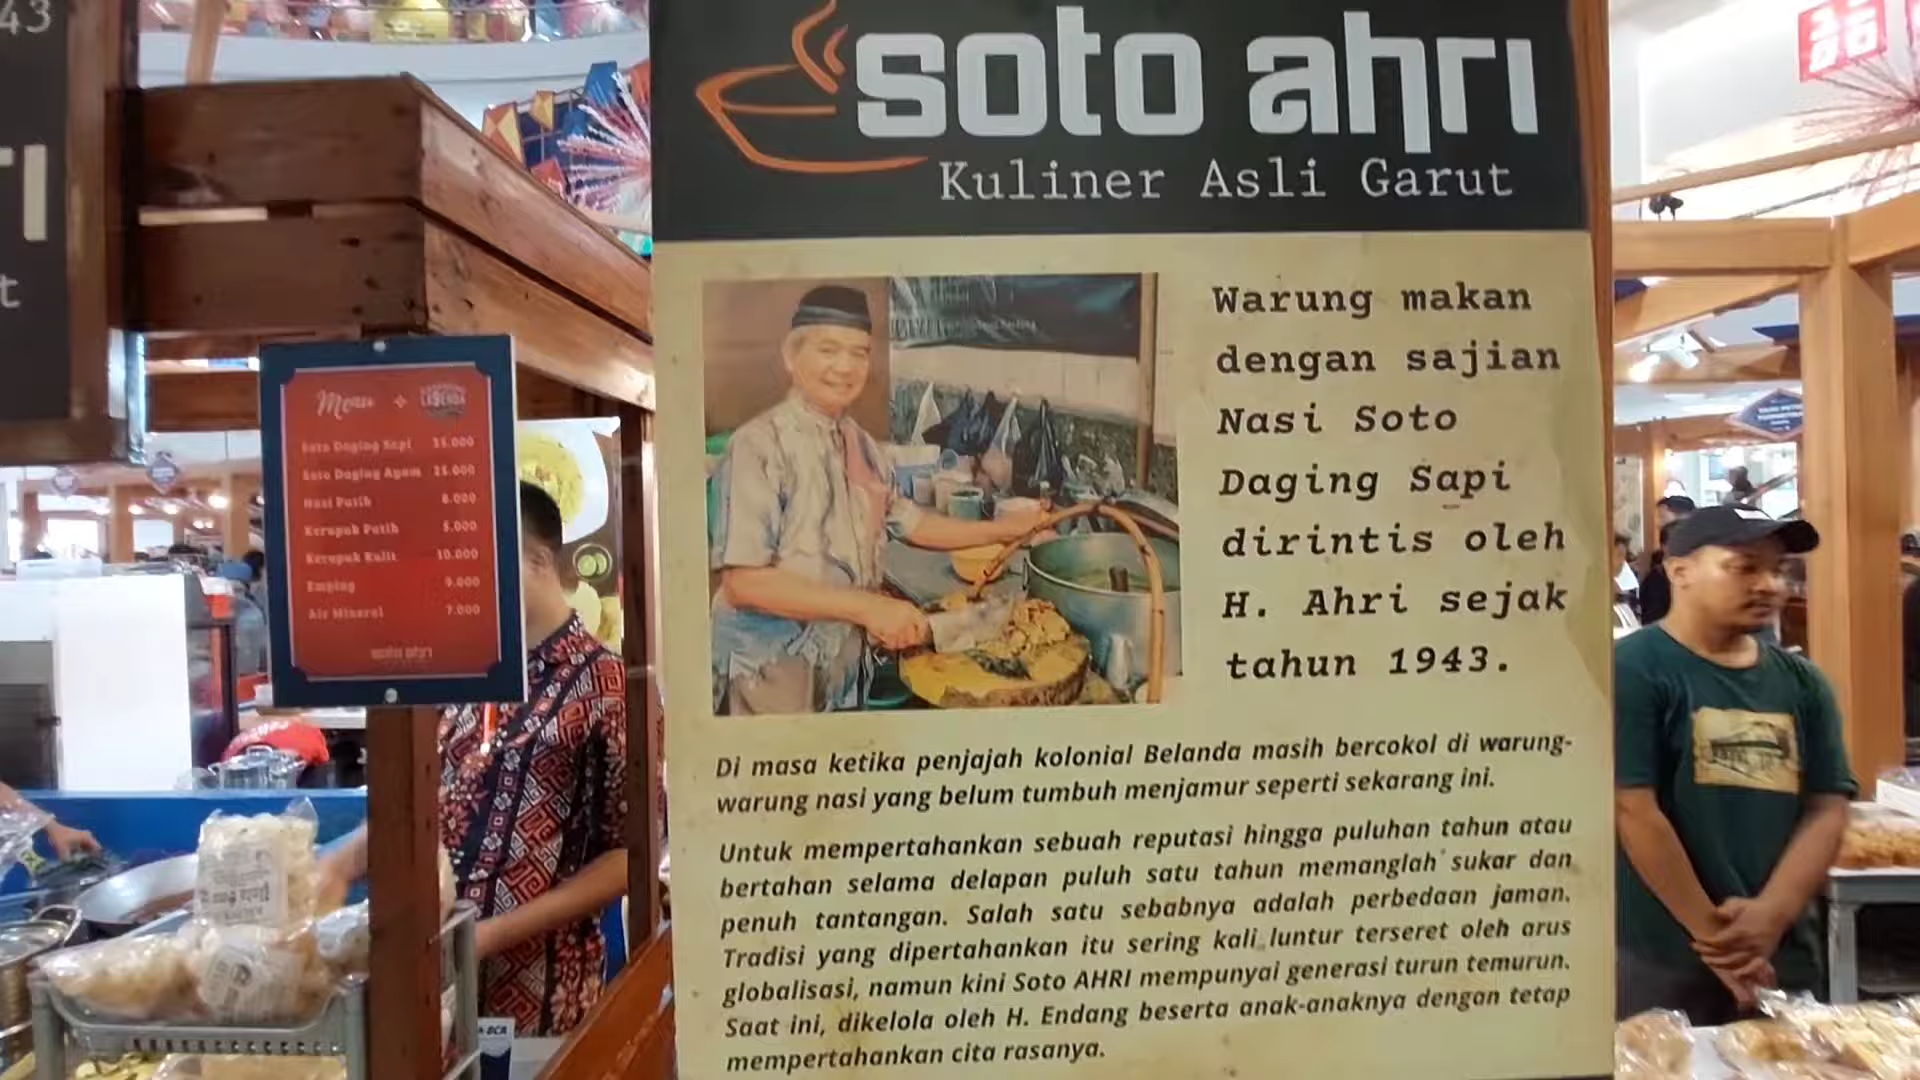 43
soto ahri
Kuliner Asli Garut
Warung makan
dengan sajian
Nasi Soto
Daging Sapi
dirintis oleh
H. Ahri sejak
tahun 1943.
Di masa ketika penjajah kolonial Belanda masih bercokol di warung-
warung nasi yang belum tumbuh menjamur seperti sekarang ini.
Untuk mempertahankan sebuah reputasi hingga puluhan tahun atau
bertahan selama delapan puluh satu tahun memanglah sukar dan
penuh tantangan. Salah satu sebabnya adalah perbedaan jaman.
Tradisi yang dipertahankan itu sering kali luntur terseret oleh arus
globalisasi, namun kini Soto AHRI mempunyai generasi turun temurun.
Saat ini, dikelola oleh H. Endang beserta anak-anaknya dengan tetap
mempertahankan cita rasanya.
Menu
LEGENDA
Soto Daging Sapi 35.000
Soto Daging Ayam 25.000
Nasi Putih 8.000
Kerupuk Putih 5.000
Kerupuk Kulit 10.000
Emping 9.000
Air Mineral 7.000
soto ahri
BCA